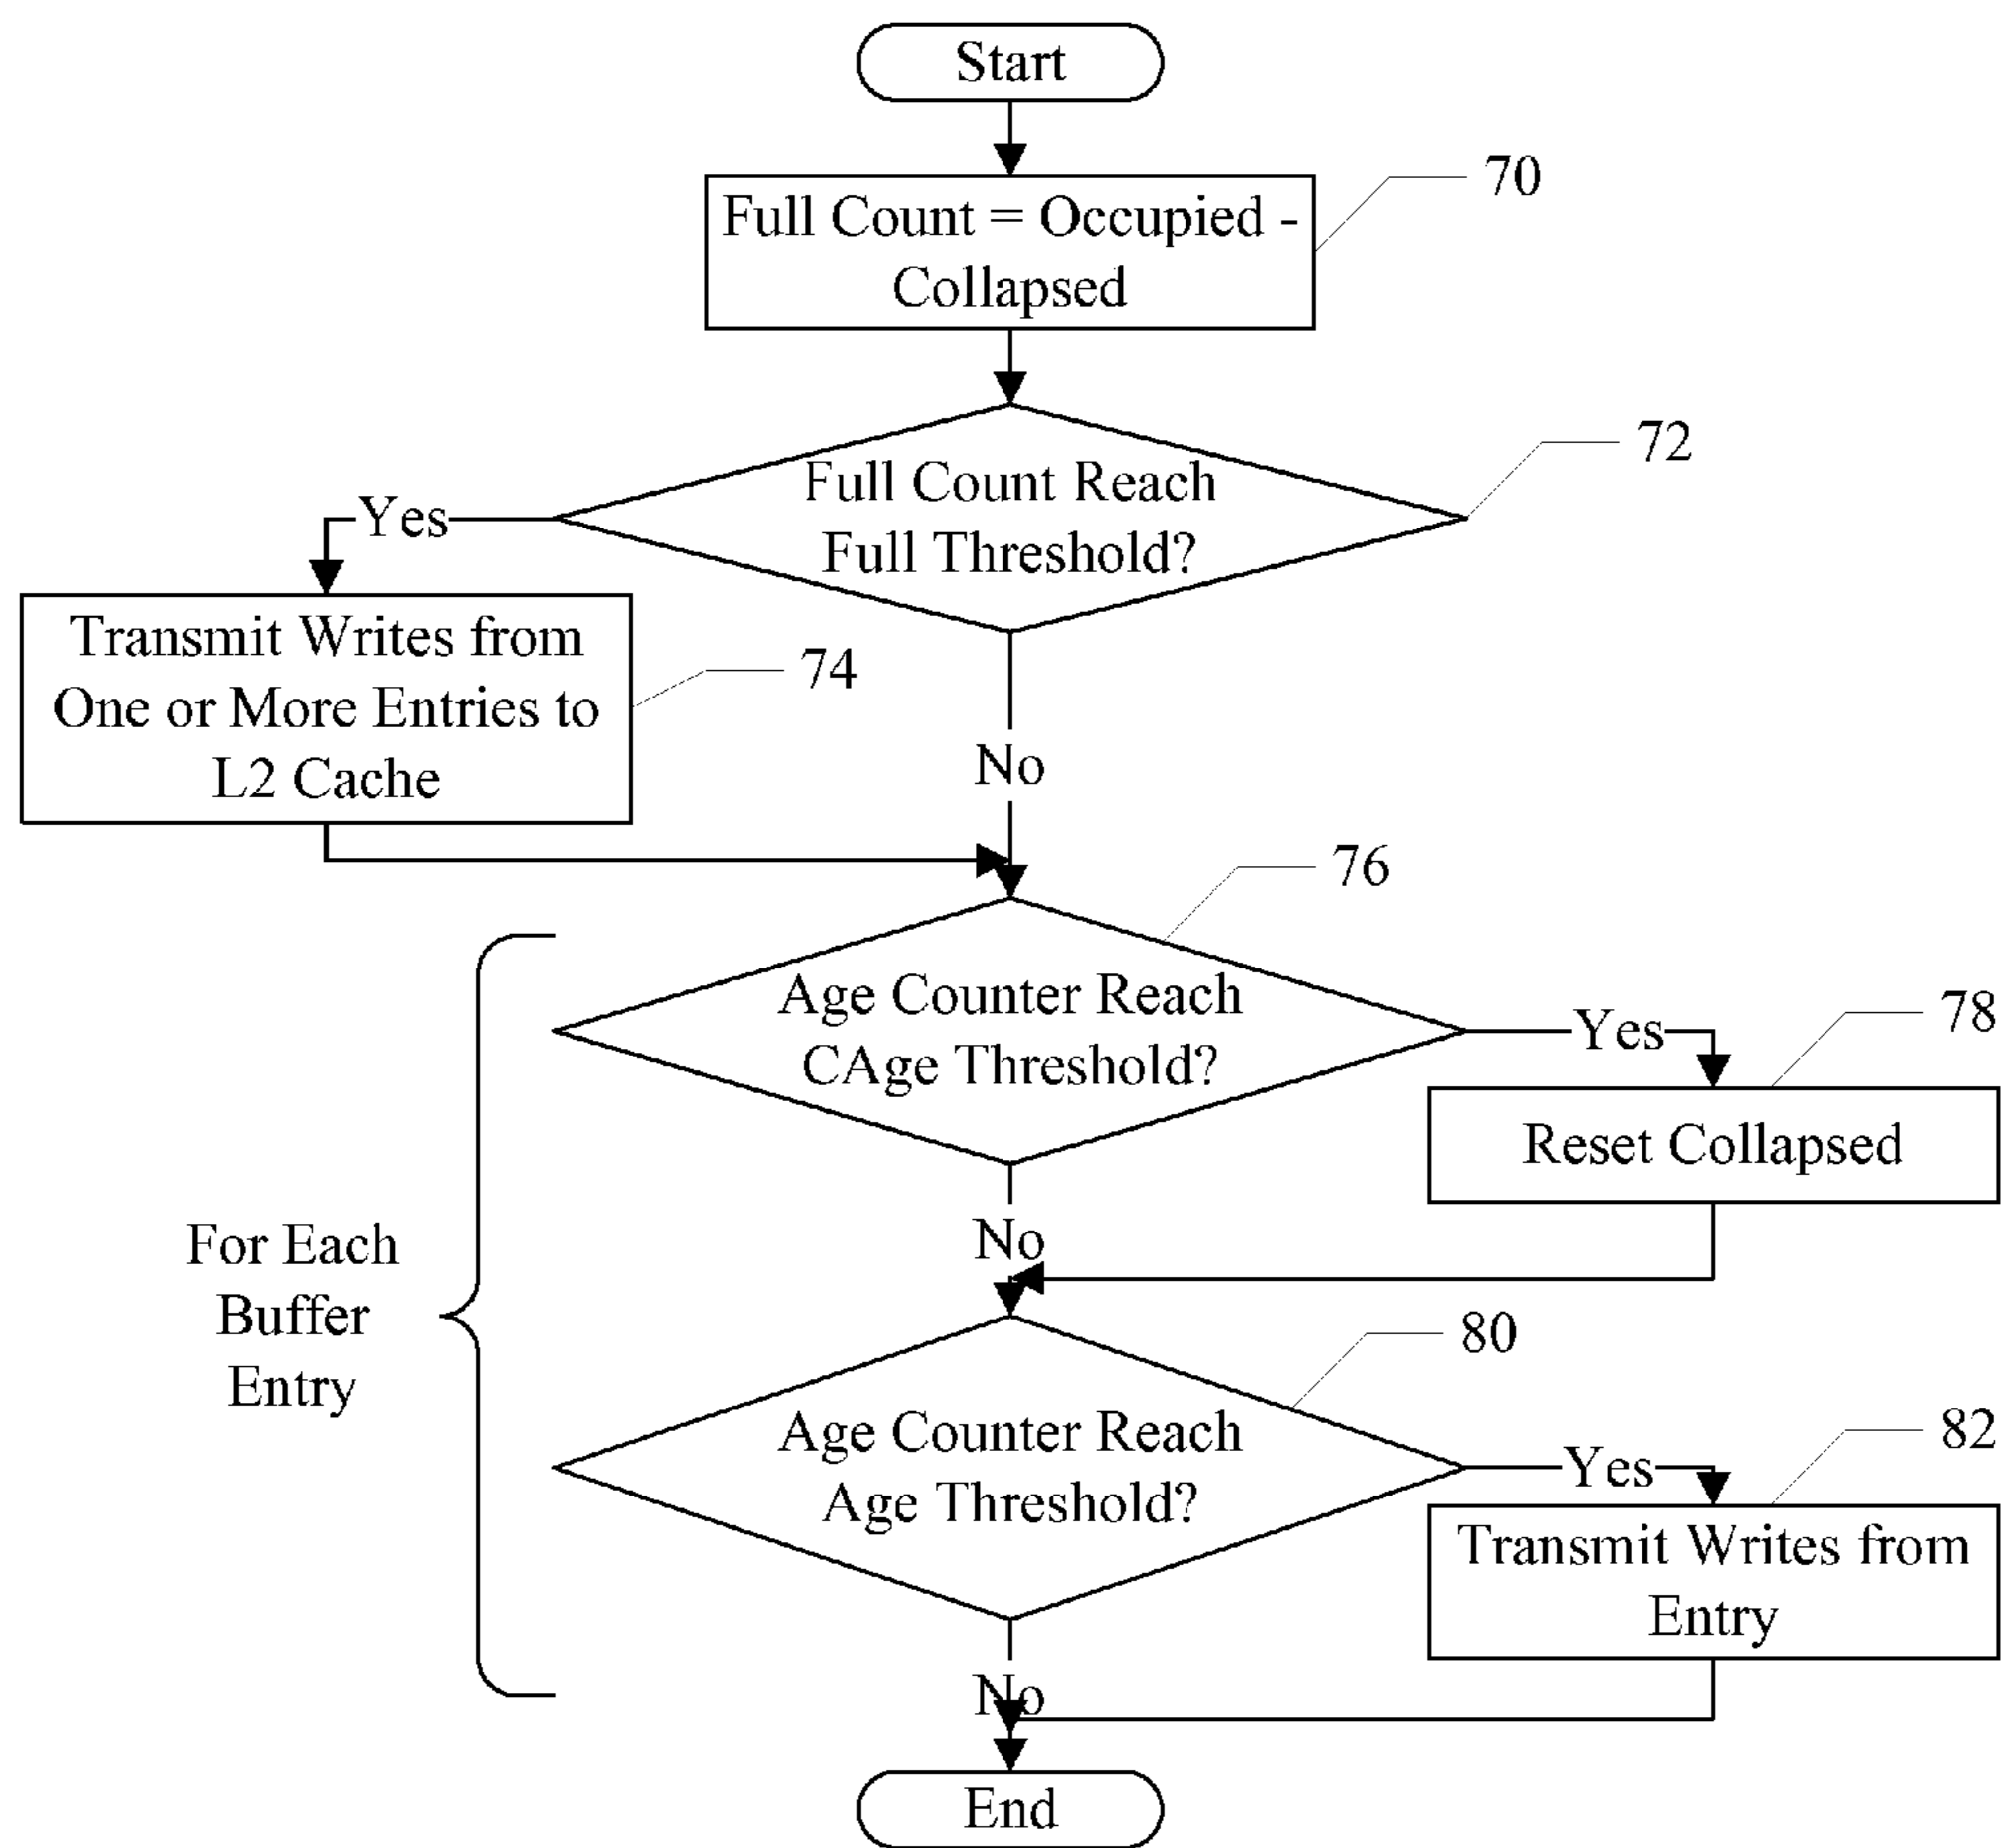 Start
70
Full Count = Occupied -
Collapsed
72
Full Count Reach
Full Threshold?
Yes
Transmit Writes from
One or More Entries to
L2 Cache
74
No
76
Age Counter Reach
CAge Threshold?
Yes
78
Reset Collapsed
No
For Each
Buffer
Entry
80
Age Counter Reach
Age Threshold?
Yes
82
Transmit Writes from
Entry
No
End